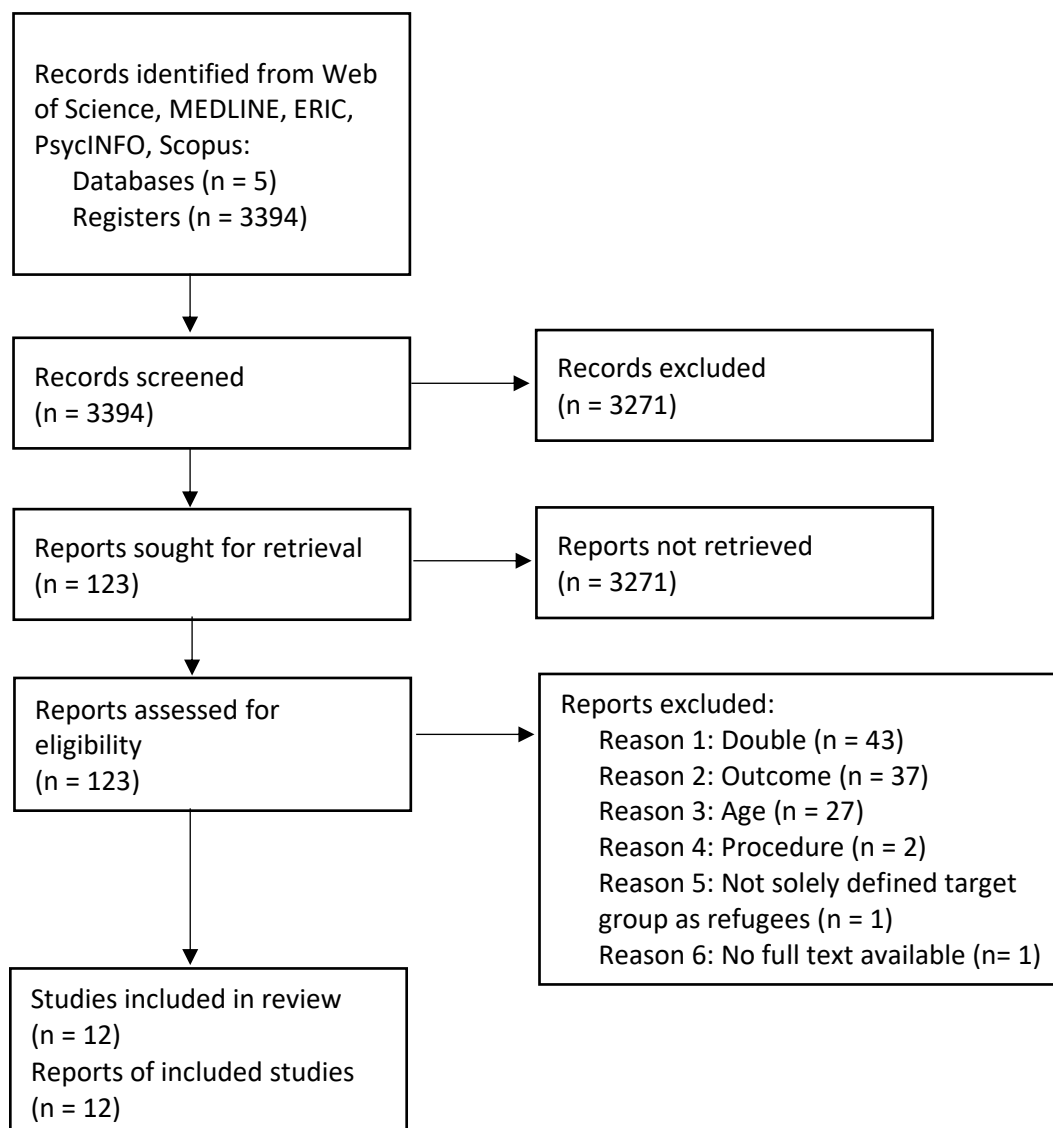 Records identified from Web
of Science, MEDLINE, ERIC,
PsycINFO, Scopus:
Databases (n = 5)
Registers (n = 3394)
Records screened
(n = 3394)
Records excluded
(n = 3271)
Reports sought for retrieval
(n = 123)
Reports not retrieved
(n = 3271)
Reports assessed for
eligibility
(n = 123)
Reports excluded:
Reason 1: Double (n = 43)
Reason 2: Outcome (n = 37)
Reason 3: Age (n = 27)
Reason 4: Procedure (n = 2)
Reason 5: Not solely defined target
group as refugees (n = 1)
Reason 6: No full text available (n= 1)
Studies included in review
(n = 12)
Reports of included studies
(n = 12)